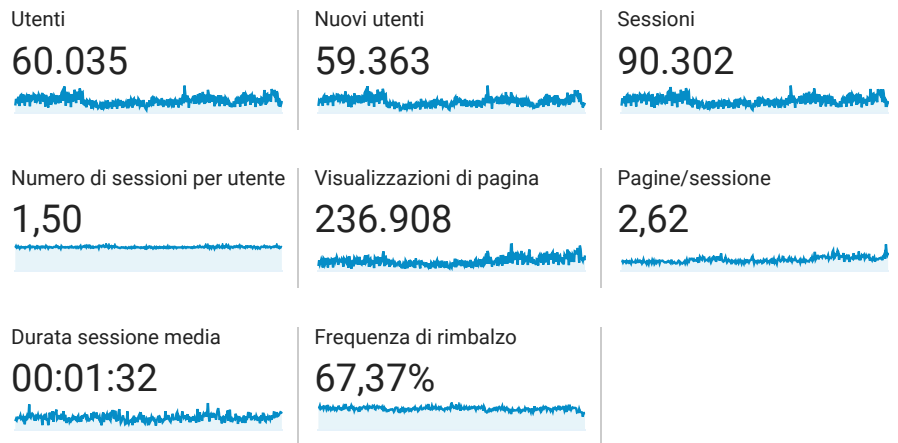 Utenti
60.035
Nuovi utenti
59.363
Sessioni
90.302
Numero di sessioni per utente
1,50
Visualizzazioni di pagina
236.908
Pagine/sessione
2,62
Durata sessione media
00:01:32
Frequenza di rimbalzo
67,37%